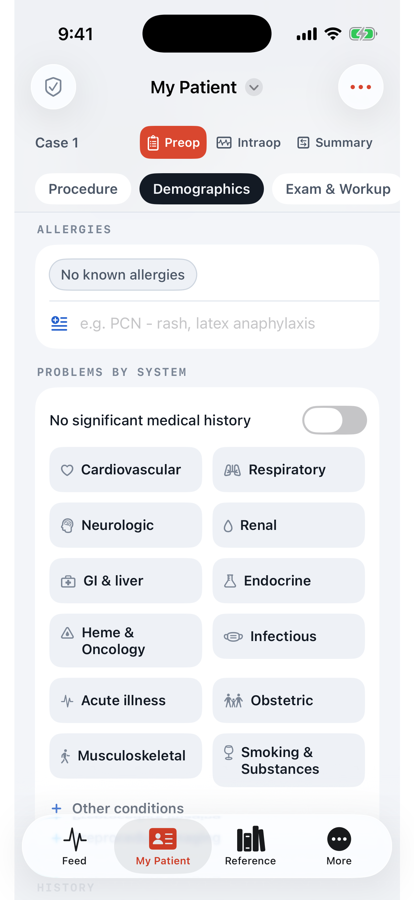 9:41
My Patient
Case 1
Preop
Intraop
Summary
Procedure
Demographics
Exam & Workup
ALLERGIES
No known allergies
e.g. PCN - rash, latex anaphylaxis
PROBLEMS BY SYSTEM
No significant medical history
Cardiovascular
Respiratory
Neurologic
Renal
GI & liver
Endocrine
Heme &
Oncology
Infectious
Acute illness
Obstetric
Musculoskeletal
Smoking &
Substances
+ Other conditions
Feed
My Patient
Reference
More
HISTORY